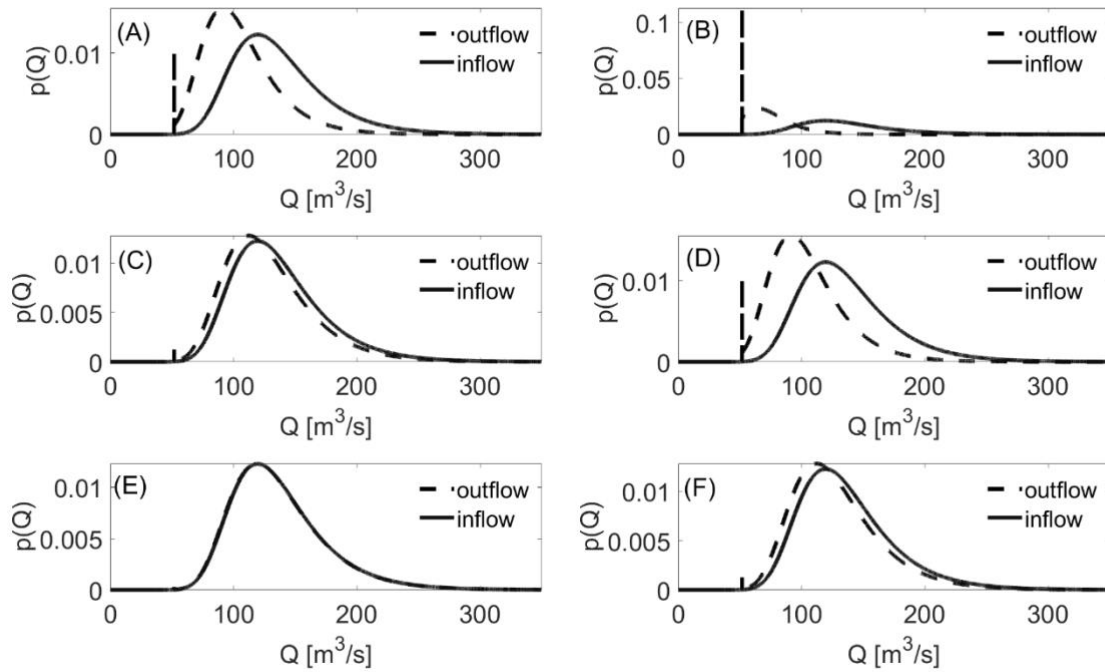 (A)
p(Q)
0.01
0
outflow
inflow
0 100 200 300
Q [m³/s]
(B)
p(Q)
0.1
0.05
0
outflow
inflow
0 100 200 300
Q [m³/s]
(C)
p(Q)
0.01
0.005
0
outflow
inflow
0 100 200 300
Q [m³/s]
(D)
p(Q)
0.01
0
outflow
inflow
0 100 200 300
Q [m³/s]
(E)
p(Q)
0.01
0.005
0
outflow
inflow
0 100 200 300
Q [m³/s]
(F)
p(Q)
0.01
0.005
0
outflow
inflow
0 100 200 300
Q [m³/s]